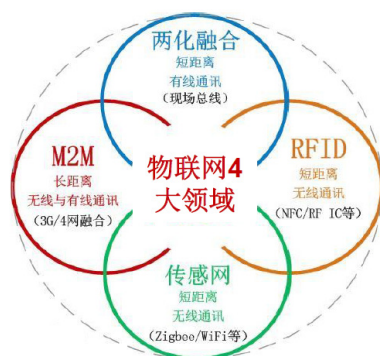 两化融合
短距离
有线通讯
(现场总线)
M2M
长距离
无线与有线通讯
(3G/4网融合)
物联网4
大领域
RFID
短距离
无线通讯
(NFC/RF IC等)
传感网
短距离
无线通讯
(Zigboo/WiFi等)